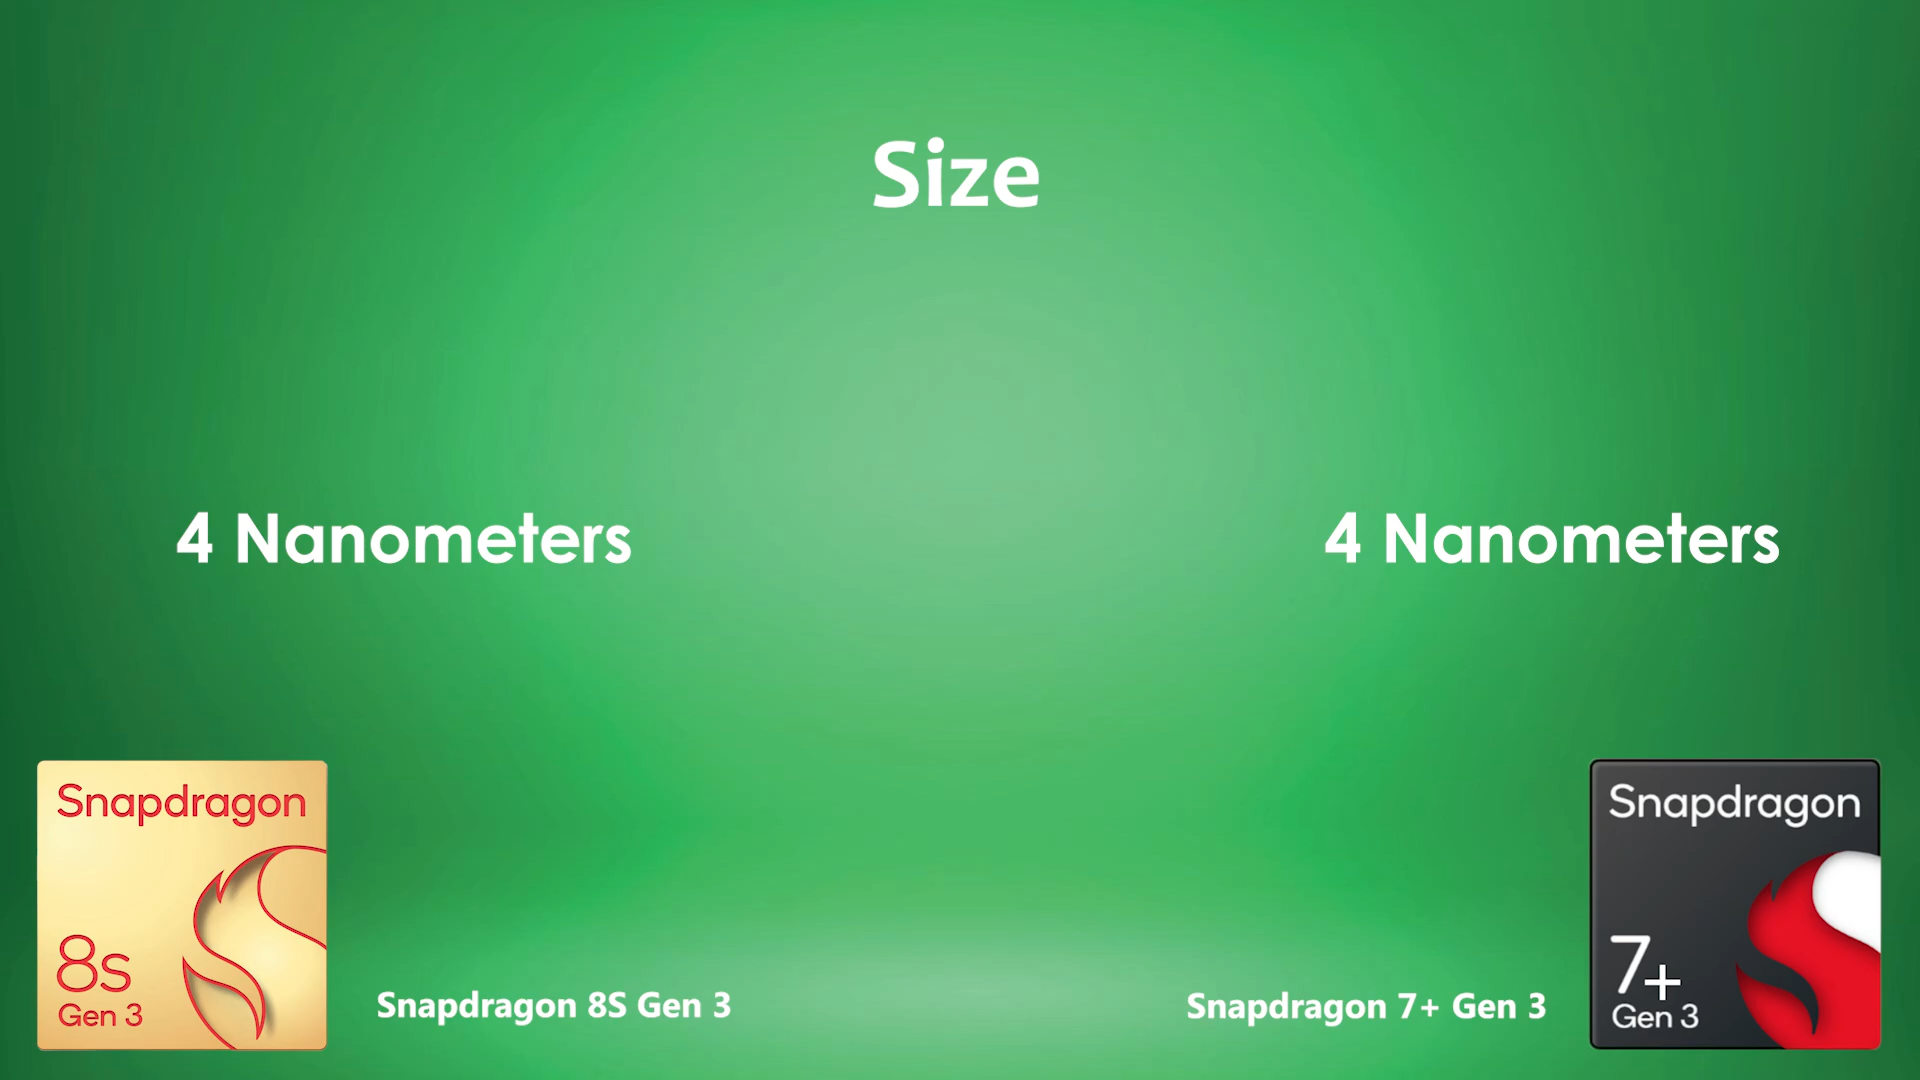 Size
4 Nanometers
4 Nanometers
Snapdragon
8s
Gen 3
Snapdragon 8S Gen 3
Snapdragon 7+ Gen 3
Snapdragon
7+
Gen 3